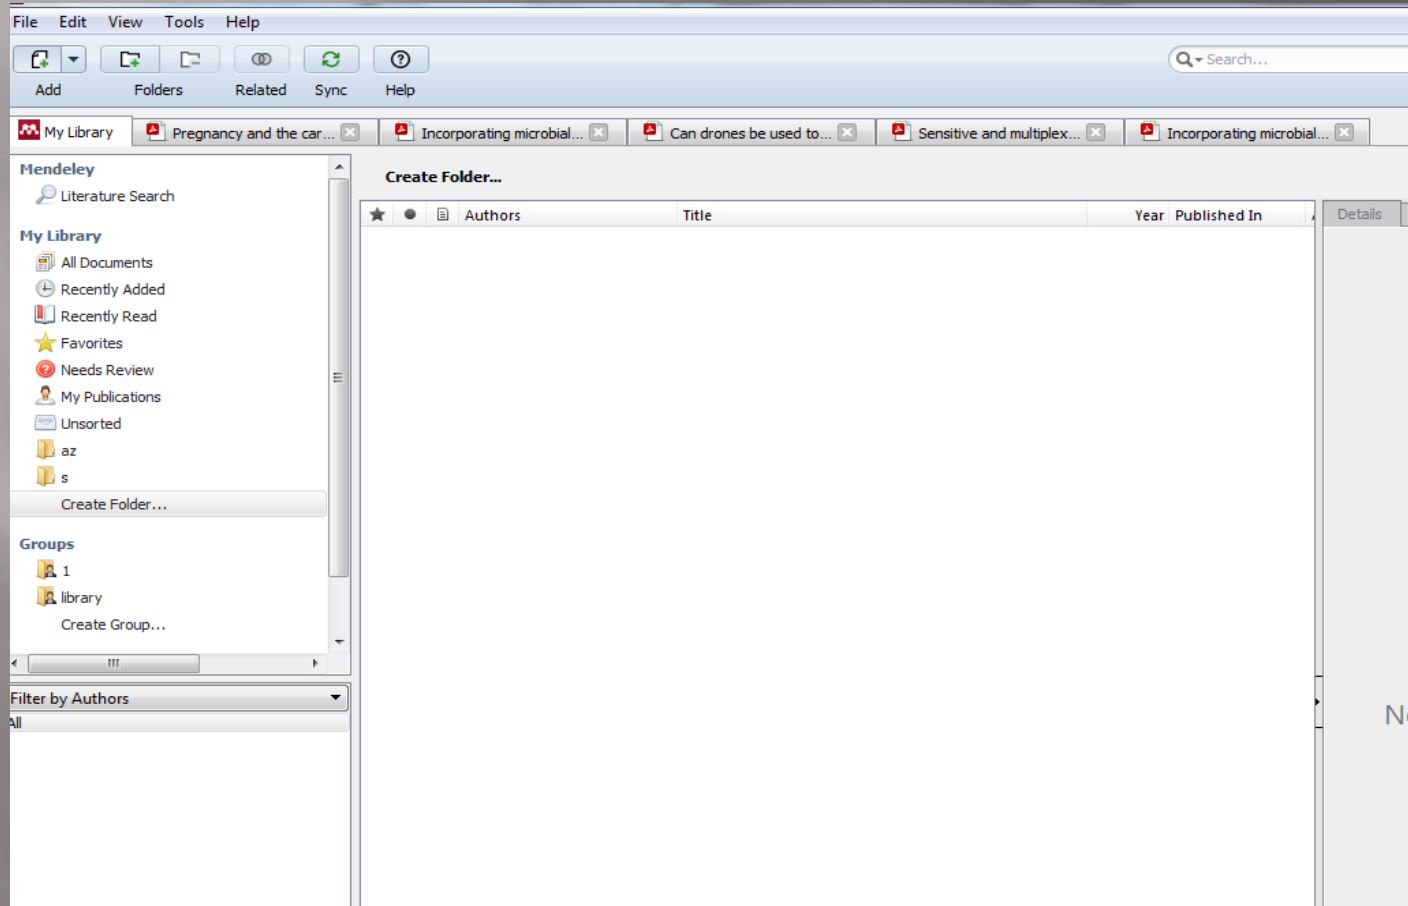 File Edit View Tools Help
Add Folders Related Sync Help
Search...
My Library Pregnancy and the car... Incorporating microbial... Can drones be used to... Sensitive and multiplex... Incorporating microbial...
Mendeley
Literature Search
My Library
All Documents
Recently Added
Recently Read
Favorites
Needs Review
My Publications
Unsorted
az
s
Create Folder...
Groups
1
library
Create Group...
Filter by Authors
All
Create Folder...
Authors Title Year Published In
Details